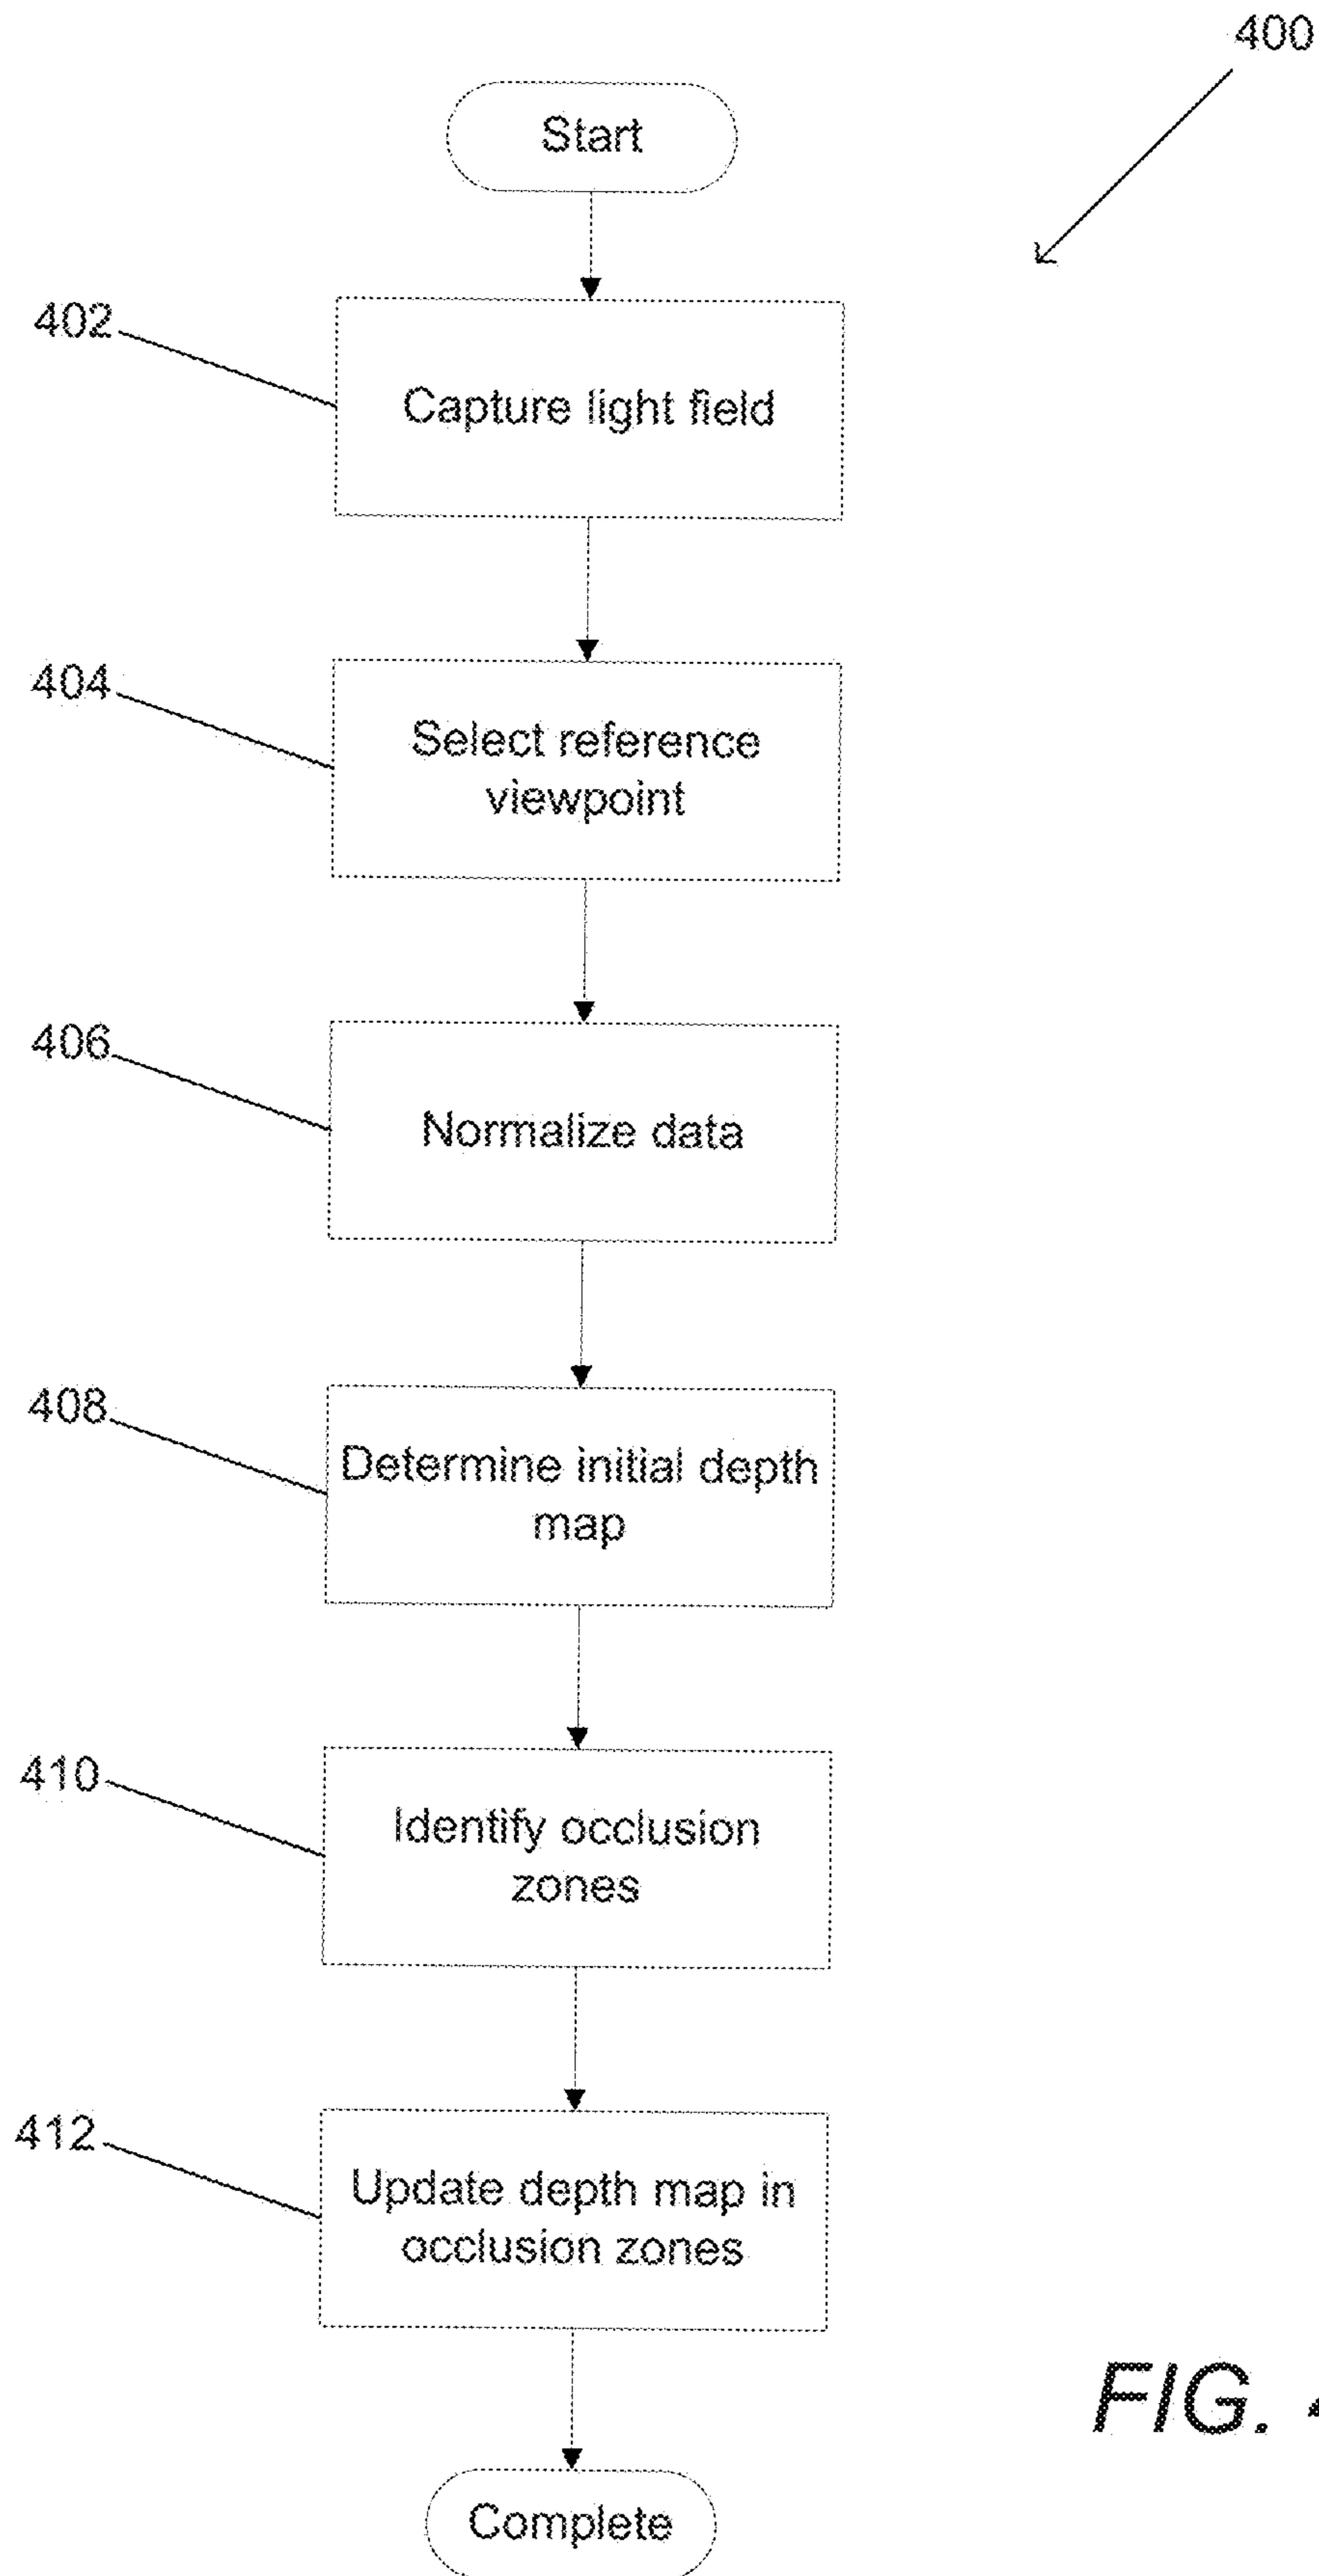 400
Start
402
Capture light field
404
Select reference
viewpoint
406
Normalize data
408
Determine initial depth
map
410
Identify occlusion
zones
412
Update depth map in
occlusion zones
FIG.
Complete